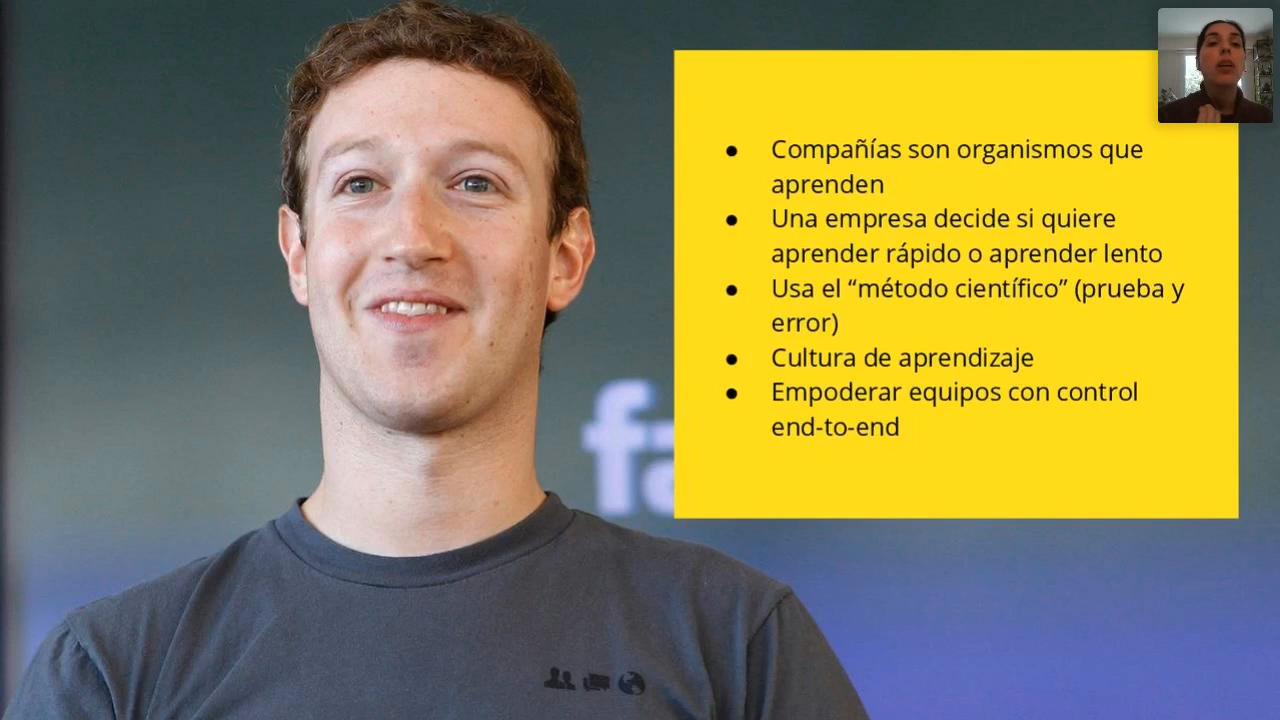 ● Compañías son organismos que
aprenden
● Una empresa decide si quiere
aprender rápido o aprender lento
● Usa el “método científico” (prueba y
error)
● Cultura de aprendizaje
● Empoderar equipos con control
end-to-end
fa